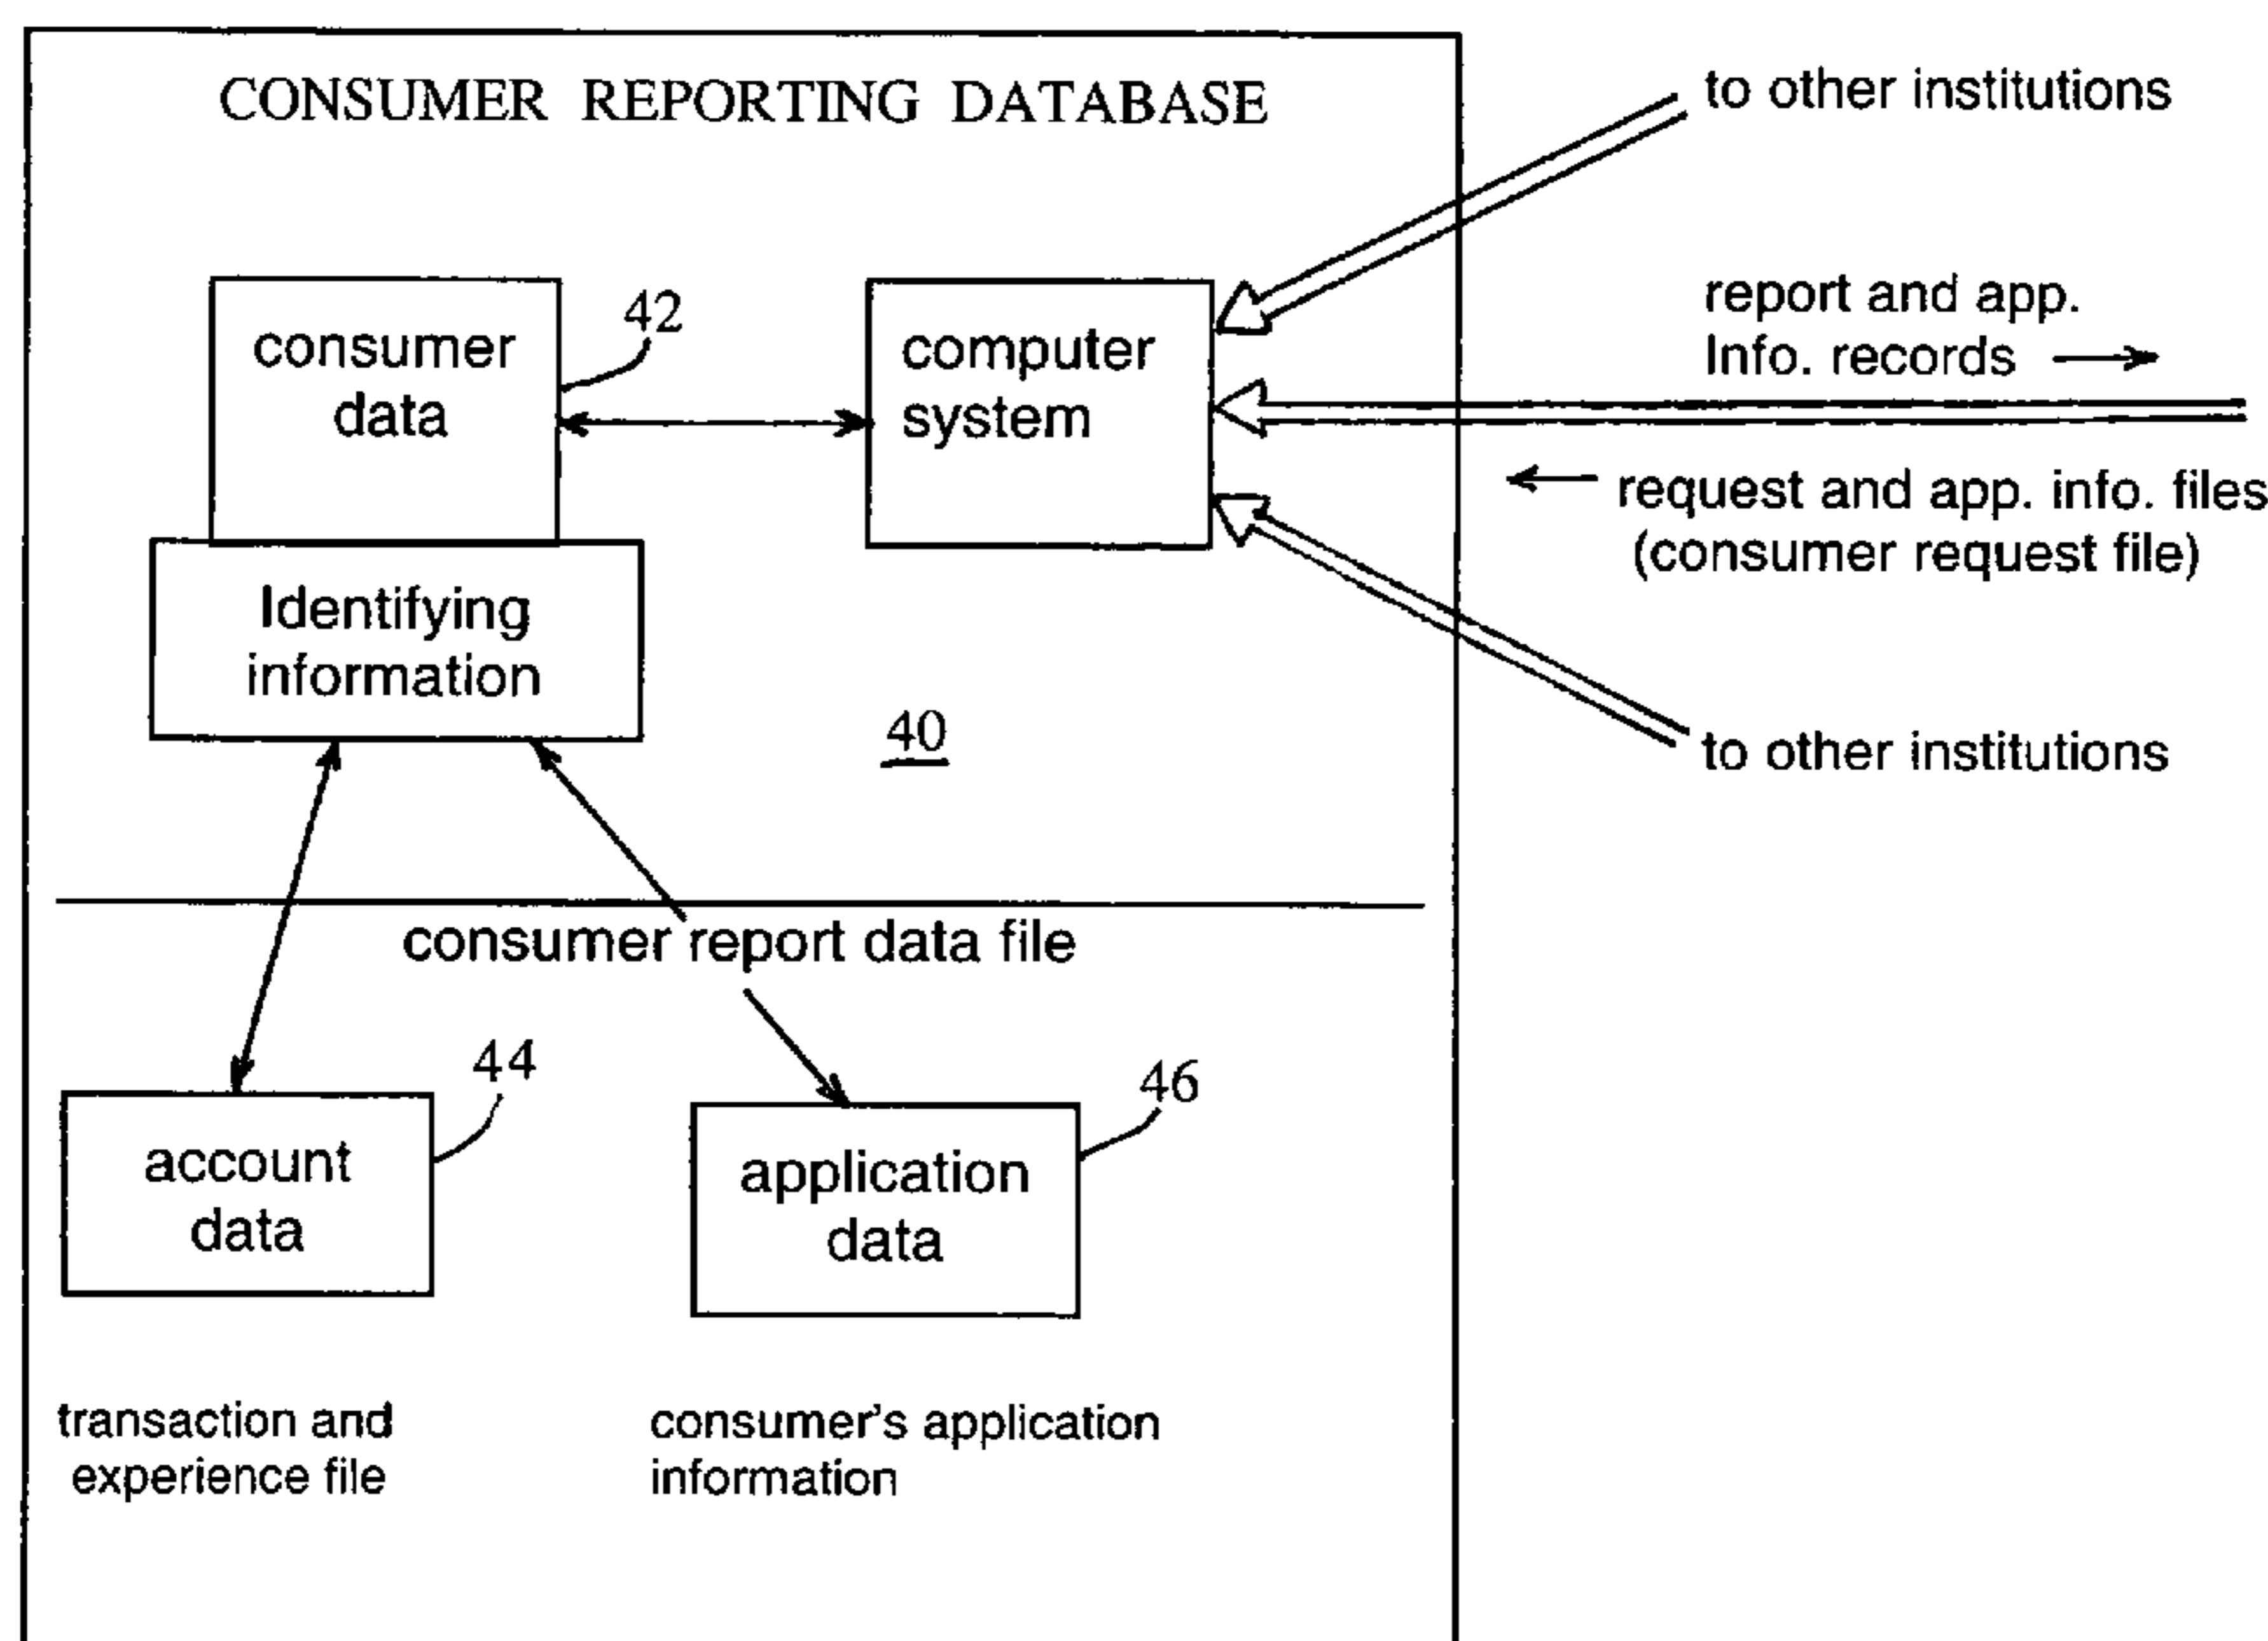 CONSUMER REPORTING DATABASE
to other institutions
consumer
data
42
computer
system
report and app.
Info. records
request and app. info. files
(consumer request file)
Identifying
information
40
to other institutions
consumer report data file
44
46
account
data
application
data
transaction and
experience file
consumer's application
information